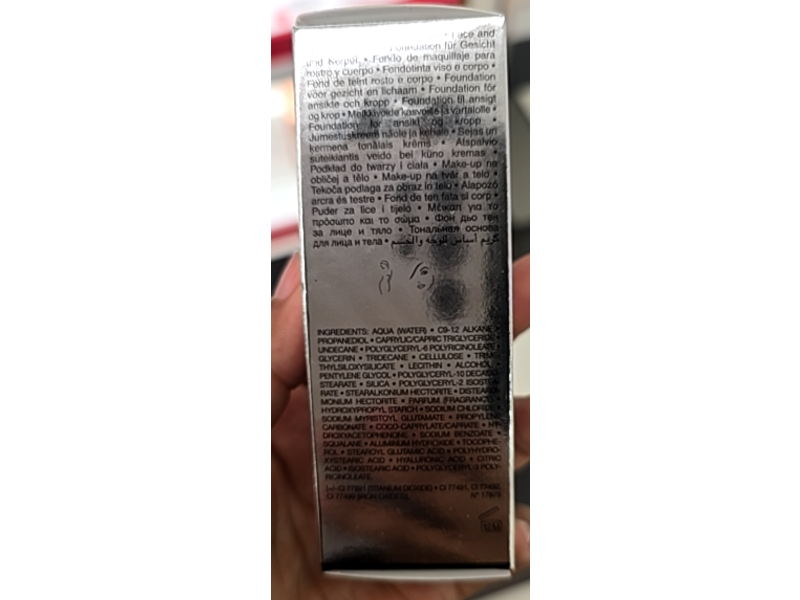 Face and
Foundation für Gesicht
und Körper • Fondo de maquillaje para
rostro y cuerpo • Fondotinta viso e corpo •
Fond de teint rosto e corpo • Foundation
voor gezicht en lichaam • Foundation för
ansikte och kropp • Foundation til ansigt
og krop • Meikkivoide kasvoille ja vartalolle •
Foundation for ansikt og kropp •
Jumestuskreem näole ja kehale • Sejas un
ķermeņa tonālais krēms • Atspalvio
suteikiantis veido bei kūno kremas •
Podkład do twarzy i ciała • Make-up na
obličej a tělo • Make-up na tvár a telo •
Tekoča podlaga za obraz in telo • Alapozó
arcra és testre • Fond de ten fata si corp •
Puder za lice i tijelo • Μέικαπ για το
πρόσωπο και το σώμα • Фон дьо тен
за лице и тяло • Тональная основа
для лица и тела • كريم أساس للوجه والجسم
INGREDIENTS: AQUA (WATER) • C9-12 ALKANE •
PROPANEDIOL • CAPRYLIC/CAPRIC TRIGLYCERIDE •
UNDECANE • POLYGLYCERYL-6 POLYRICINOLEATE •
GLYCERIN • TRIDECANE • CELLULOSE • TRIME-
THYLSILOXYSILICATE • LECITHIN • ALCOHOL •
PENTYLENE GLYCOL • POLYGLYCERYL-10 DECAISO-
STEARATE • SILICA • POLYGLYCERYL-2 ISOSTEA-
RATE • STEARALKONIUM HECTORITE • DISTEARDI-
MONIUM HECTORITE • PARFUM (FRAGRANCE) •
HYDROXYPROPYL STARCH • SODIUM CHLORIDE •
SODIUM MYRISTOYL GLUTAMATE • PROPYLENE
CARBONATE • COCO-CAPRYLATE/CAPRATE • HY-
DROXYACETOPHENONE • SODIUM BENZOATE •
SQUALANE • ALUMINUM HYDROXIDE • TOCOPHE-
ROL • STEAROYL GLUTAMIC ACID • POLYHYDRO-
XYSTEARIC ACID • HYALURONIC ACID • CITRIC
ACID • ISOSTEARIC ACID • POLYGLYCERYL-3 POLY-
RICINOLEATE.
[+/- CI 77891 (TITANIUM DIOXIDE) • CI 77491, CI 77492,
CI 77499 (IRON OXIDES)]. N° 17878
12 M